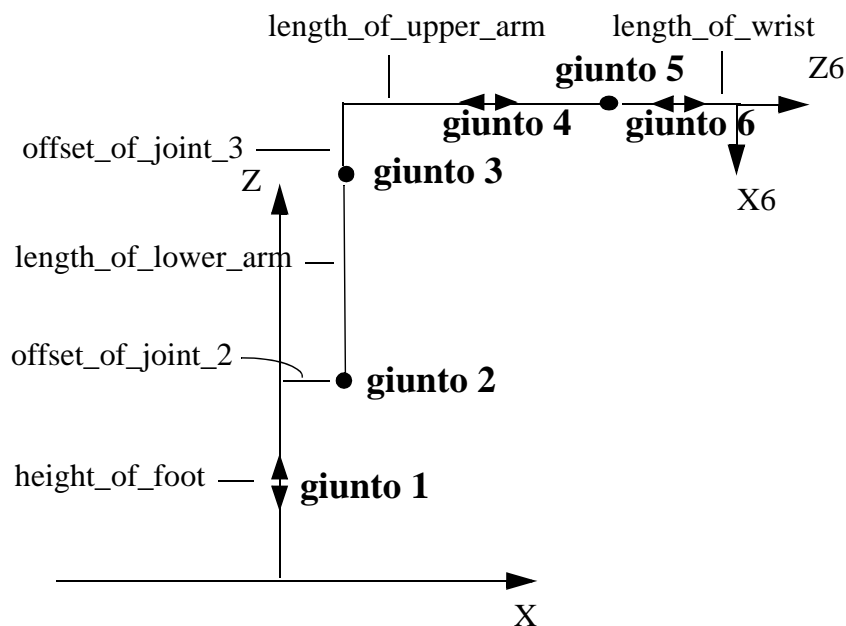 length_of_upper_arm
length_of_wrist
giunto 5
Z6
giunto 4
giunto 6
offset_of_joint_3
Z
giunto 3
X6
length_of_lower_arm
offset_of_joint_2
giunto 2
height_of_foot
giunto 1
X